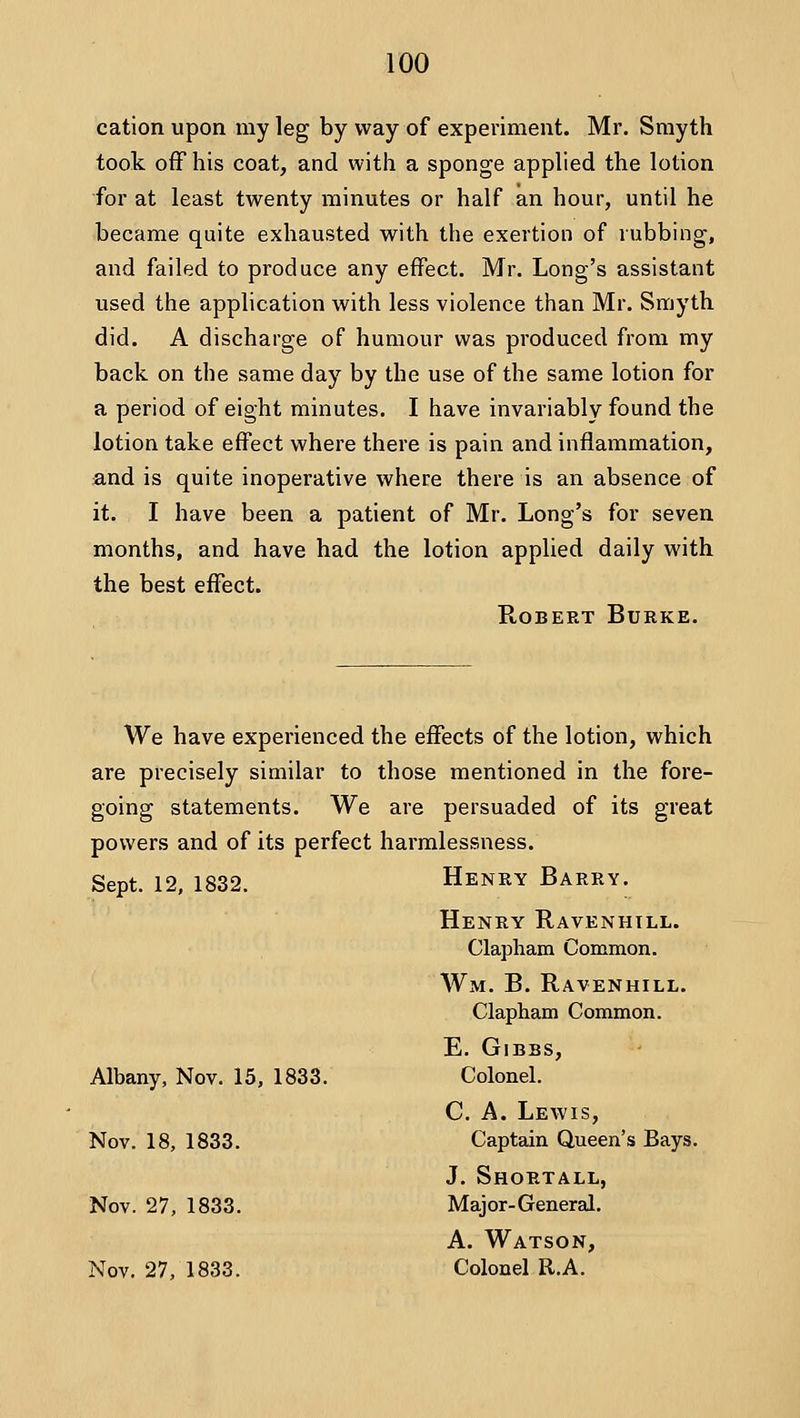 100
cation upon my leg by way of experiment. Mr. Smyth
took off his coat, and with a sponge applied the lotion
for at least twenty minutes or half an hour, until he
became quite exhausted with the exertion of rubbing,
and failed to produce any effect. Mr. Long's assistant
used the application with less violence than Mr. Smyth
did. A discharge of humour was produced from my
back on the same day by the use of the same lotion for
a period of eight minutes. I have invariably found the
lotion take effect where there is pain and inflammation,
and is quite inoperative where there is an absence of
it. I have been a patient of Mr. Long's for seven
months, and have had the lotion applied daily with
the best effect.
Robert Burke.
We have experienced the effects of the lotion, which
are precisely similar to those mentioned in the fore-
going statements. We are persuaded of its great
powers and of its perfect harmlessness.
Sept. 12, 1832. Henry Barry.
Henry Ravenhill.
Clapham Common.
Wm. B. Ravenhill.
Clapham Common.
E. Gibbs,
Albany, Nov. 15, 1833. Colonel.
C. A. Lewis,
Nov. 18, 1833. Captain Queen's Bays.
J. Shortall,
Nov. 27, 1833. Major-General.
A. Watson,
Nov. 27, 1833. Colonel R.A.